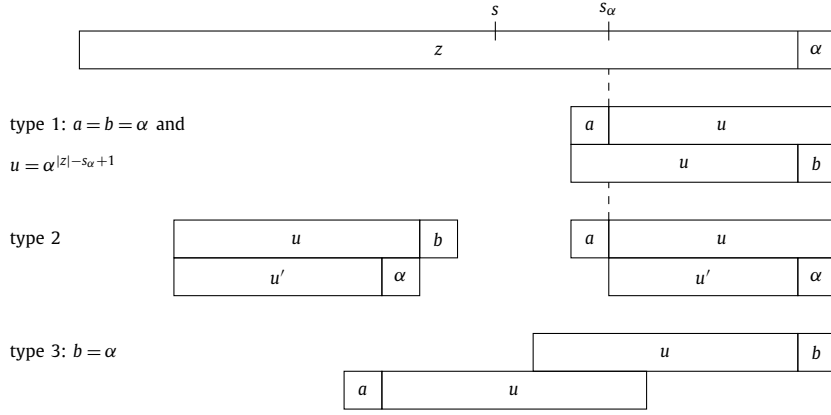 s s_α
z α
type 1: a = b = α and a u
u = α^{|z|−s_α+1} u b
type 2 u b a u
u′ α u′ α
type 3: b = α u b
a u